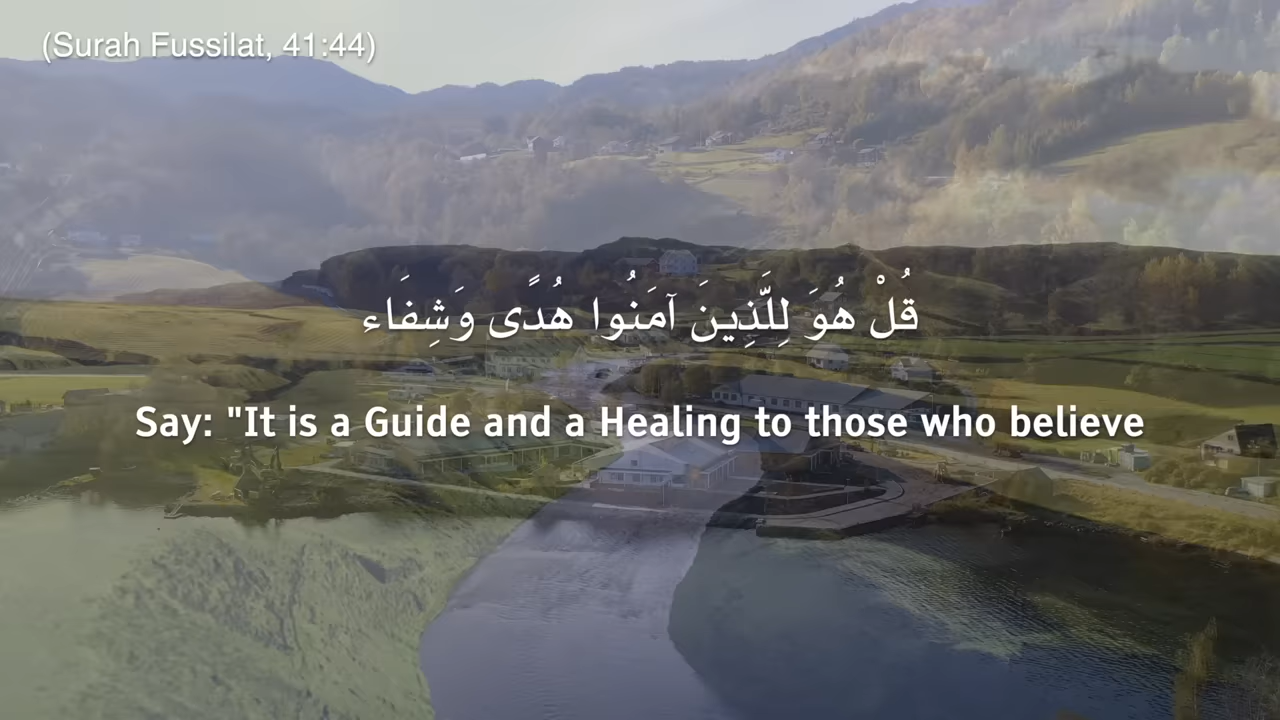 (Surah Fussilat, 41:44)
قُلْ هُوَ لِلَّذِينَ آمَنُوا هُدًى وَشِفَاء
Say: "It is a Guide and a Healing to those who believe